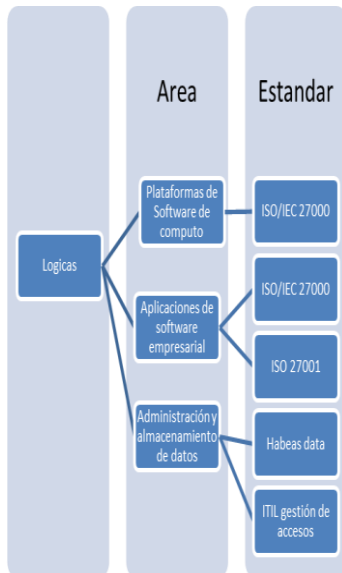 Area
Estandar
Plataformas de
Software de
computo
ISO/IEC 27000
Logicas
Aplicaciones de
software
empresarial
ISO/IEC 27000
ISO 27001
Administración y
almacenamiento
de datos
Habeas data
ITIL gestión de
accesos